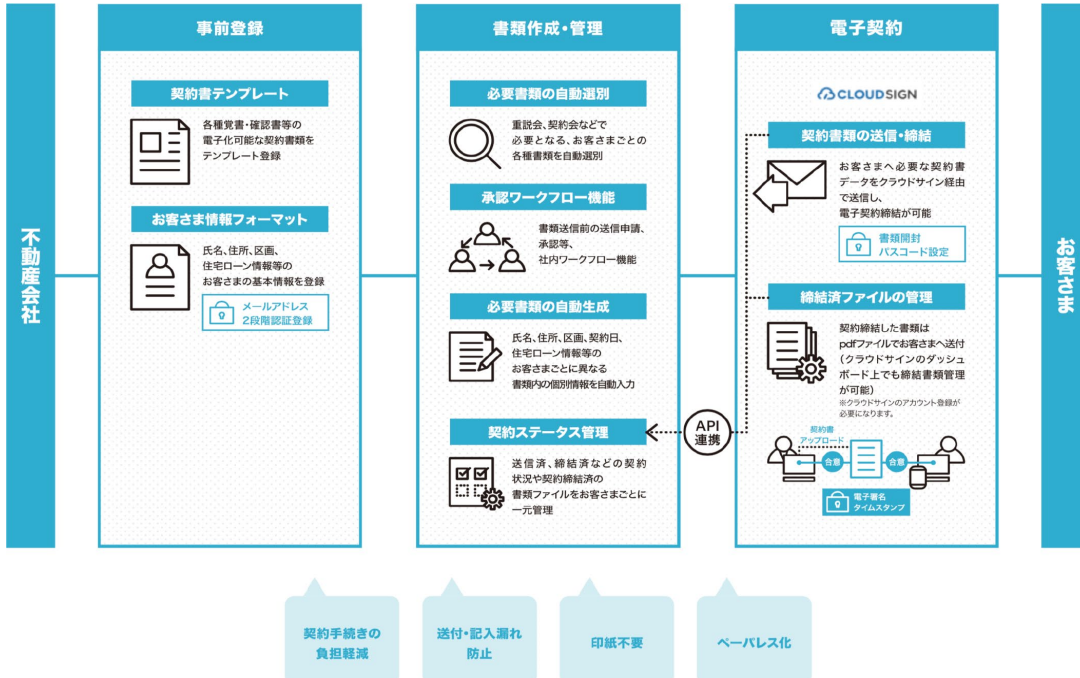 不動産会社
事前登録
契約書テンプレート
各種覚書・確認書等の
電子化可能な契約書類を
テンプレート登録
お客さま情報フォーマット
氏名、住所、区画、
住宅ローン情報等の
お客さまの基本情報を登録
メールアドレス
2段階認証登録
書類作成・管理
必要書類の自動選別
重説会、契約会などで
必要となる、お客さまごとの
各種書類を自動選別
承認ワークフロー機能
書類送信前の送信申請、
承認等、
社内ワークフロー機能
必要書類の自動生成
氏名、住所、区画、契約日、
住宅ローン情報等の
お客さまごとに異なる
書類内の個別情報を自動入力
契約ステータス管理
送信済、締結済などの契約
状況や契約締結済の
書類ファイルをお客さまごとに
一元管理
API
連携
電子契約
CLOUDSIGN
契約書類の送信・締結
お客さまへ必要な契約書
データをクラウドサイン経由
で送信し、
電子契約締結が可能
書類開封
パスコード設定
締結済ファイルの管理
契約締結した書類は
pdfファイルでお客さまへ送付
(クラウドサインのダッシュ
ボード上でも締結書類管理
が可能)
※クラウドサインのアカウント登録が
必要になります。
契約書
アップロード
合意
合意
電子署名
タイムスタンプ
お客さま
契約手続きの
負担軽減
送付・記入漏れ
防止
印紙不要
ペーパレス化